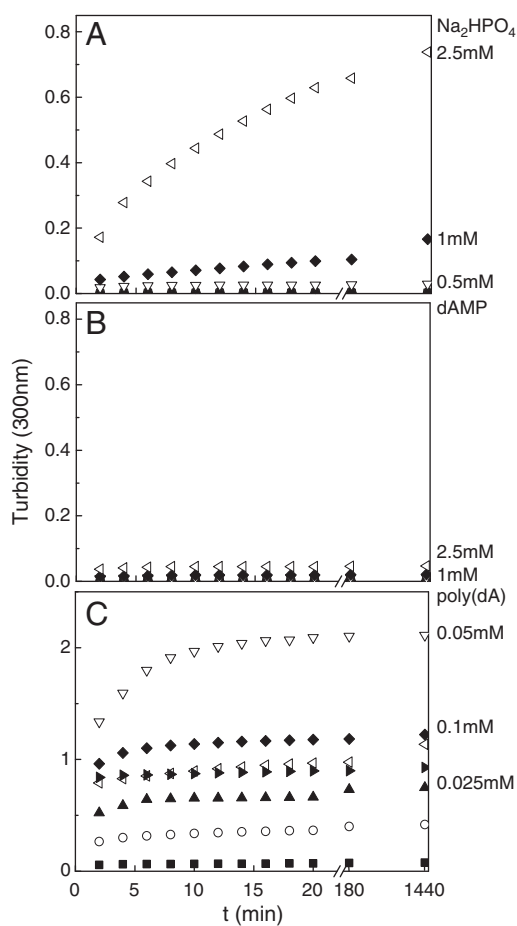 A
Na₂HPO₄
0.8
2.5mM
0.6
0.4
0.2
1mM
0.5mM
0.0
B
dAMP
0.8
0.6
0.4
0.2
2.5mM
0.0
1mM
Turbidity (300nm)
C
poly(dA)
2
0.05mM
0.1mM
1
0.025mM
0
0 5 10 15 20 180 1440
t (min)